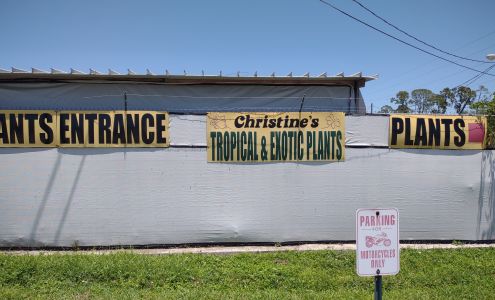 ANTS ENTRANCE
Christine's
TROPICAL & EXOTIC PLANTS
PLANTS
PARKING
FOR
MOTORCYCLES
ONLY